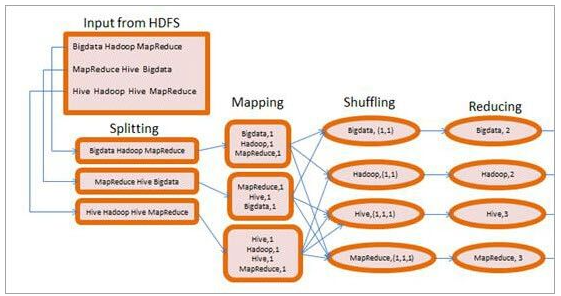 Input from HDFS
Bigdata Hadoop MapReduce
MapReduce Hive Bigdata
Hive Hadoop Hive MapReduce
Splitting
Bigdata Hadoop MapReduce
MapReduce Hive Bigdata
Hive Hadoop Hive MapReduce
Mapping
Bigdata,1
Hadoop,1
MapReduce,1
MapReduce,1
Hive,1
Bigdata,1
Hive,1
Hadoop,1
Hive,1
MapReduce,1
Shuffling
Bigdata, (1,1)
Hadoop,(1,1)
Hive,(1,1,1)
MapReduce,(1,1,1)
Reducing
Bigdata, 2
Hadoop,2
Hive,3
MapReduce, 3